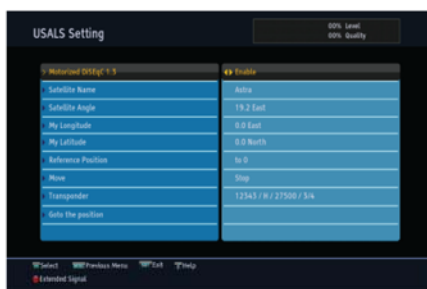 USALS Setting
00% Level
00% Quality
Motorized DiSEqC 1.3 Enable
Satellite Name Astra
Satellite Angle 19.2 East
My Longitude 0.0 East
My Latitude 0.0 North
Reference Position to 0
Move Stop
Transponder 12543 / H / 27500 / 3/4
Goto the position
Select Previous Menu Exit Help
Extended Signal